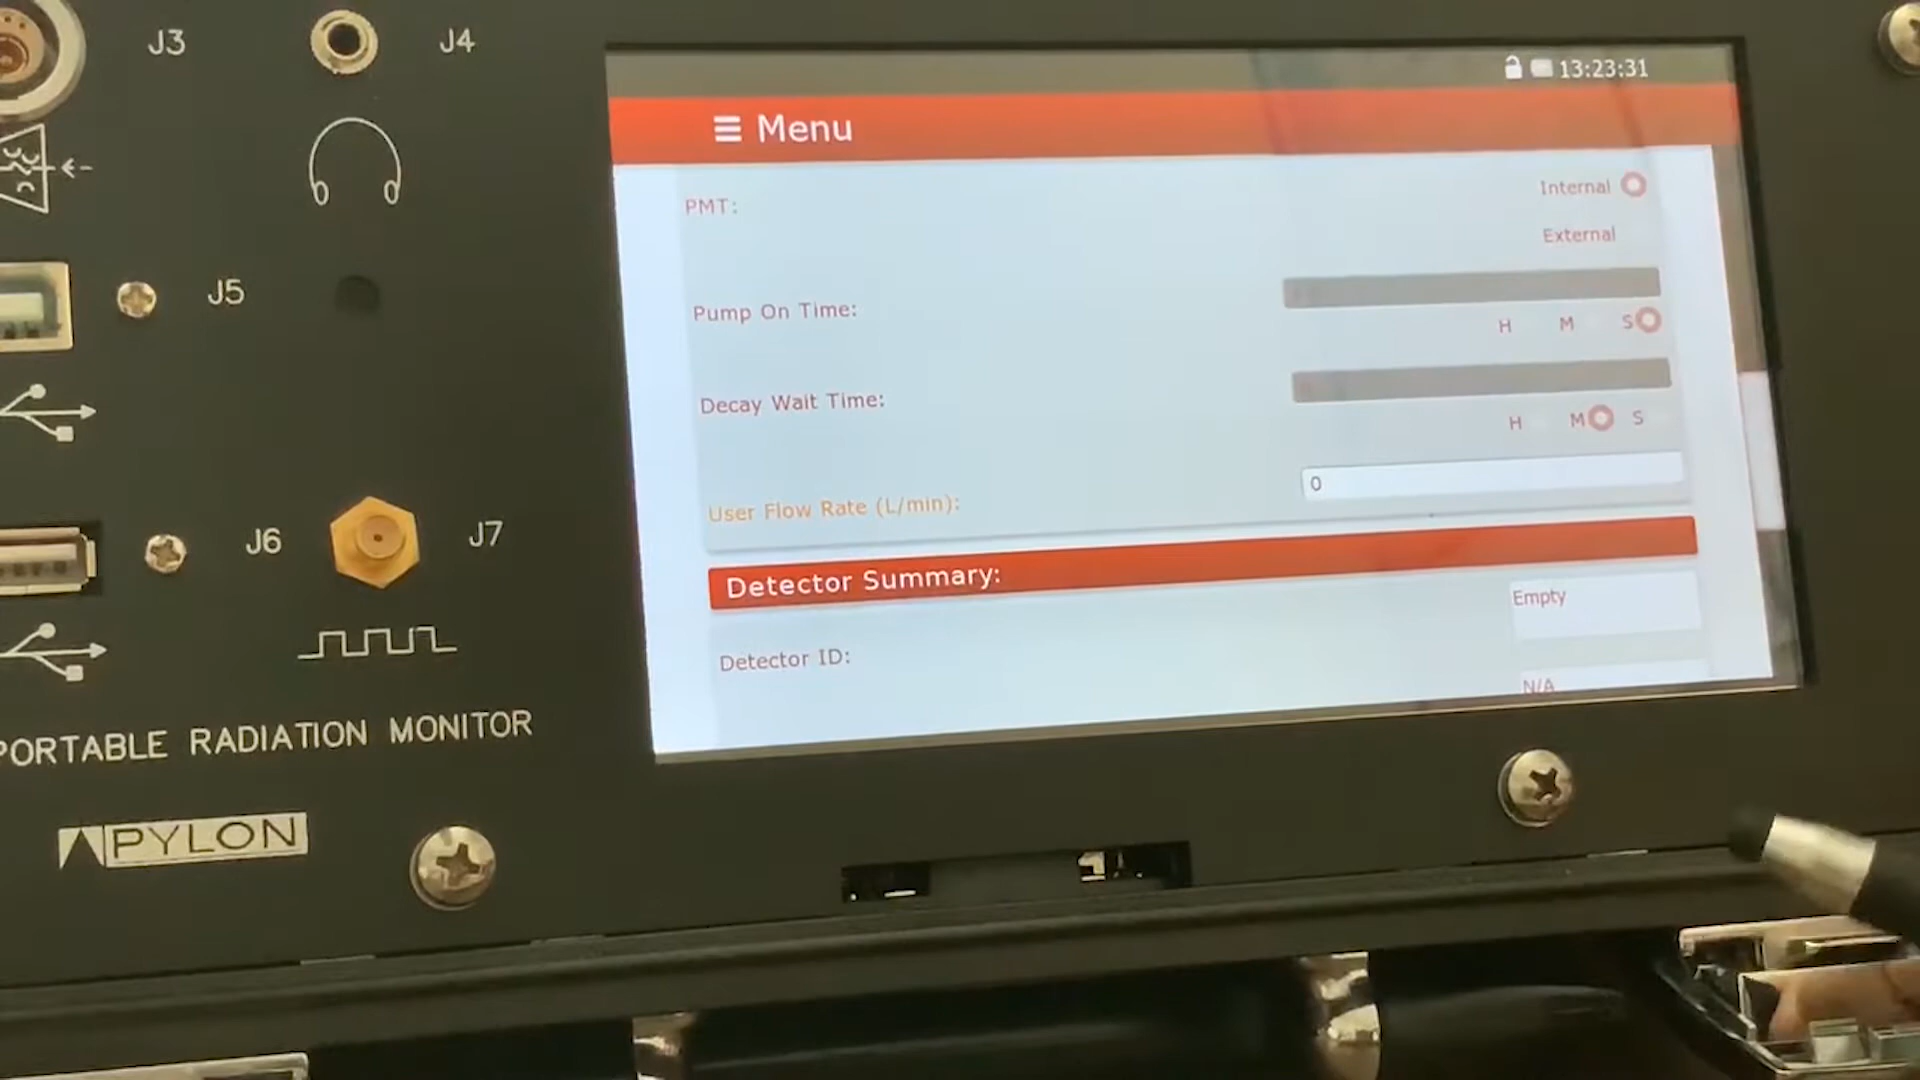 J3
J4
J5
J6
J7
PORTABLE RADIATION MONITOR
PYLON
13:23:31
Menu
PMT:
Internal
External
Pump On Time:
H M S
Decay Wait Time:
H M S
User Flow Rate (L/min):
0
Detector Summary:
Empty
Detector ID:
N/A